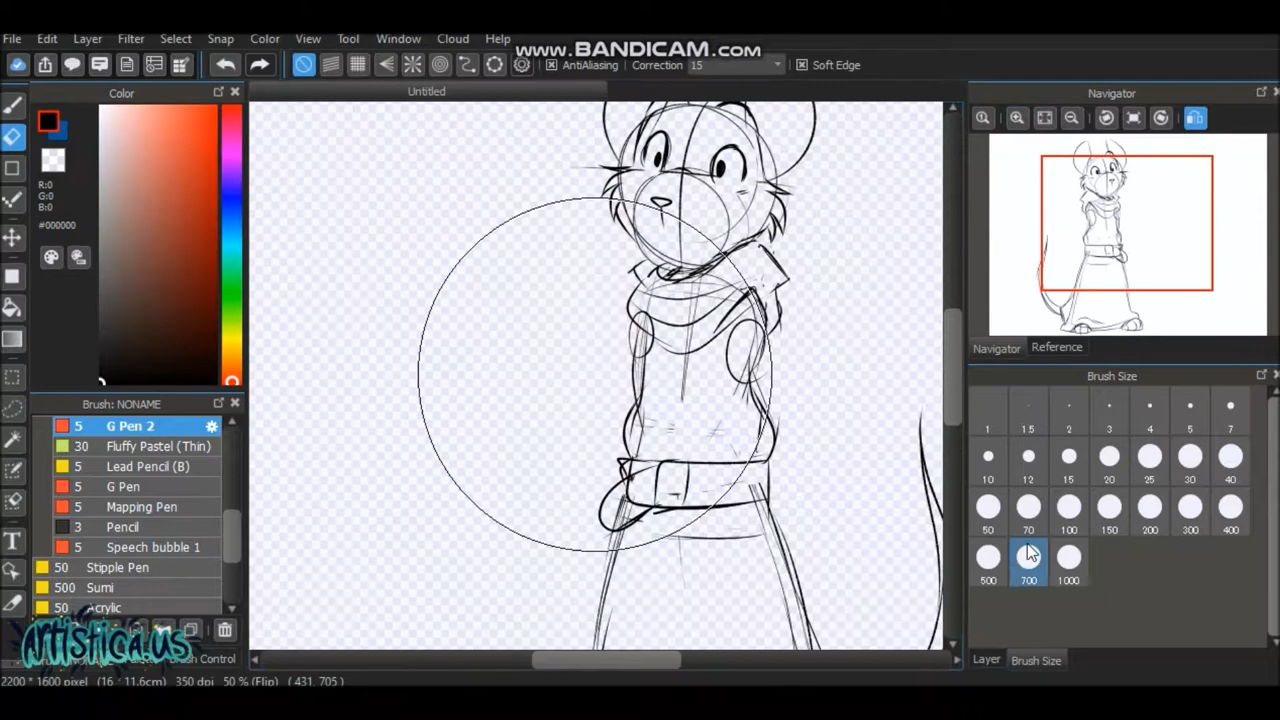 www.BANDICAM.com
File Edit Layer Filter Select Snap Color View Tool Window Cloud Help
AntiAliasing Correction 15 Soft Edge
Color
Untitled
Navigator
R:0
G:0
B:0
#000000
Navigator Reference
Brush Size
1 1.5 2 3 4 5 7
10 12 15 20 25 30 40
50 70 100 150 200 300 400
500 700 1000
Brush: NONAME
5 G Pen 2
30 Fluffy Pastel (Thin)
5 Lead Pencil (B)
5 G Pen
5 Mapping Pen
3 Pencil
5 Speech bubble 1
50 Stipple Pen
500 Sumi
50 Acrylic
Artistica.us
Brush Control
Layer Brush Size
2200 * 1600 pixel (16 * 11.6cm) 350 dpi 50 % (Flip) ( 431, 705 )